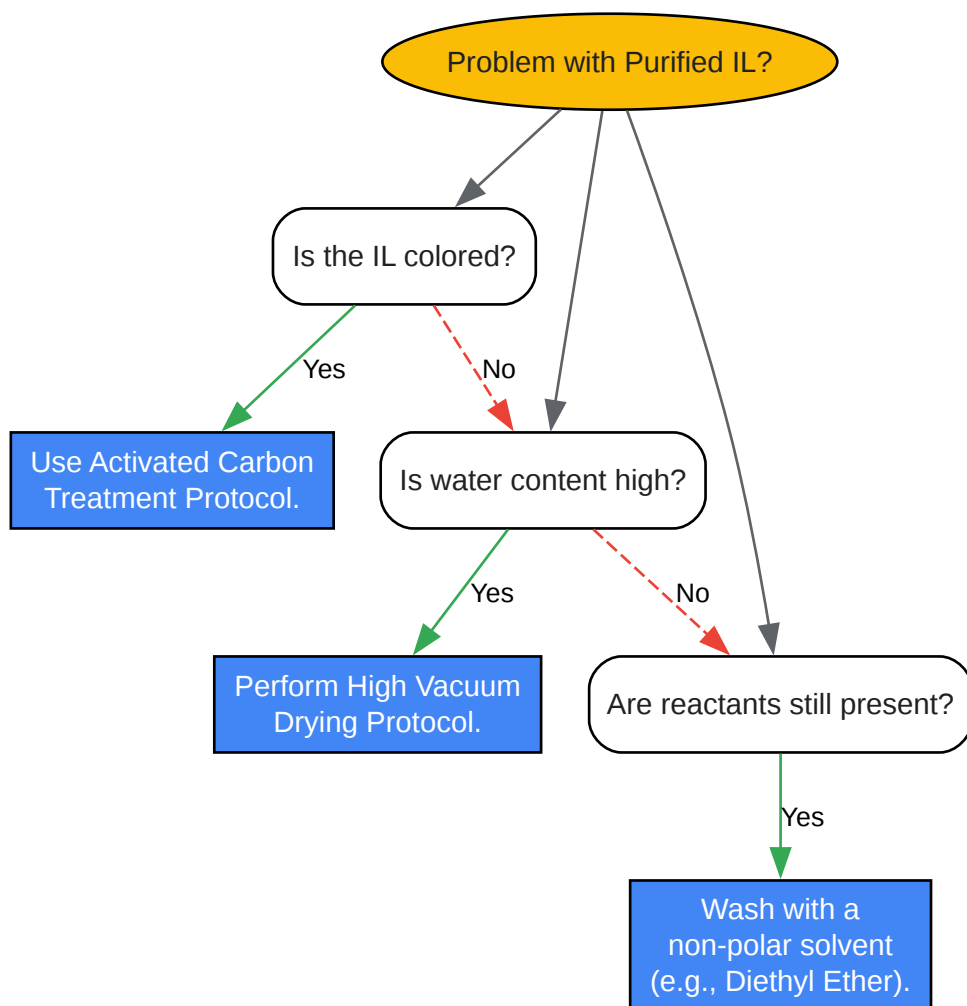 Problem with Purified IL?
Is the IL colored?
Yes
No
Use Activated Carbon
Treatment Protocol.
Is water content high?
Yes
No
Perform High Vacuum
Drying Protocol.
Are reactants still present?
Yes
Wash with a
non-polar solvent
(e.g., Diethyl Ether).